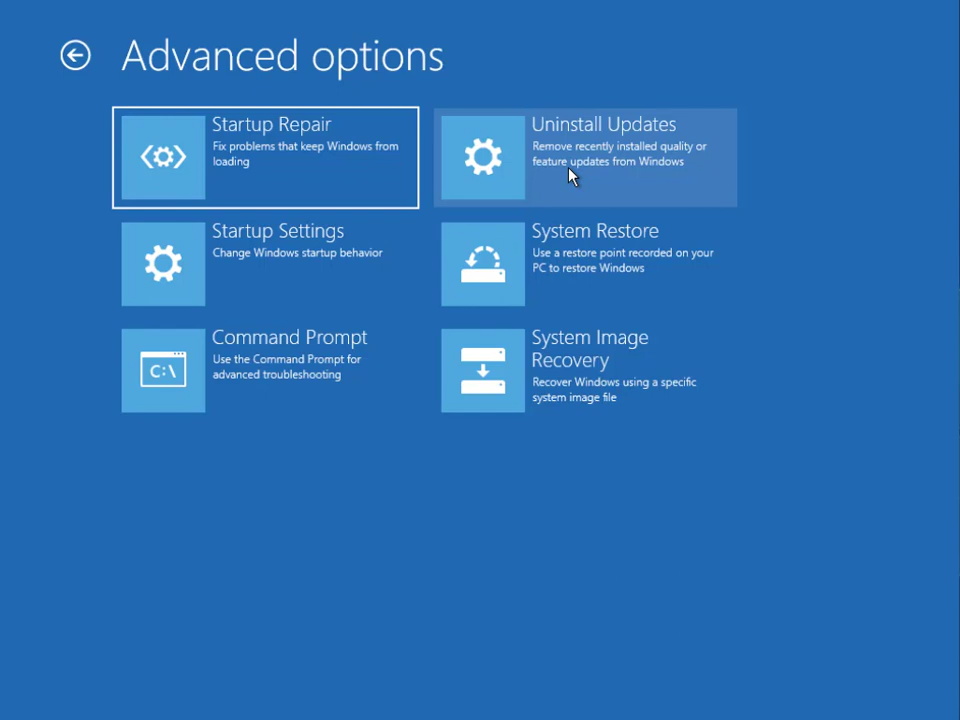 Advanced options
Startup Repair
Fix problems that keep Windows from
loading
Uninstall Updates
Remove recently installed quality or
feature updates from Windows
Startup Settings
Change Windows startup behavior
System Restore
Use a restore point recorded on your
PC to restore Windows
C:\
Command Prompt
Use the Command Prompt for
advanced troubleshooting
System Image
Recovery
Recover Windows using a specific
system image file